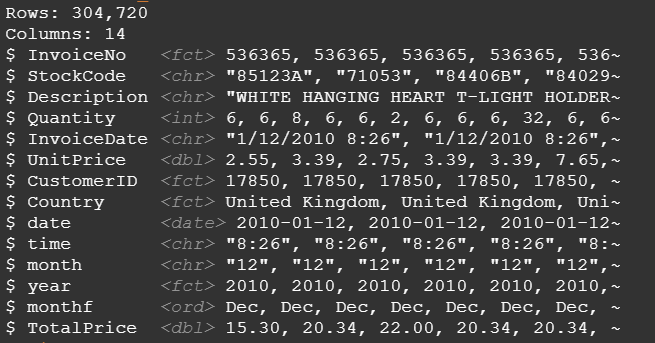 Rows: 304,720
Columns: 14
$ InvoiceNo   <fct> 536365, 536365, 536365, 536365, 536~
$ StockCode   <chr> "85123A", "71053", "84406B", "84029~
$ Description <chr> "WHITE HANGING HEART T-LIGHT HOLDER~
$ Quantity    <int> 6, 6, 8, 6, 6, 2, 6, 6, 6, 32, 6, 6~
$ InvoiceDate <chr> "1/12/2010 8:26", "1/12/2010 8:26",~
$ UnitPrice   <dbl> 2.55, 3.39, 2.75, 3.39, 3.39, 7.65,~
$ CustomerID  <fct> 17850, 17850, 17850, 17850, 17850, ~
$ Country     <fct> United Kingdom, United Kingdom, Uni~
$ date        <date> 2010-01-12, 2010-01-12, 2010-01-12~
$ time        <chr> "8:26", "8:26", "8:26", "8:26", "8:~
$ month       <chr> "12", "12", "12", "12", "12", "12",~
$ year        <fct> 2010, 2010, 2010, 2010, 2010, 2010,~
$ monthf      <ord> Dec, Dec, Dec, Dec, Dec, Dec, Dec, ~
$ TotalPrice  <dbl> 15.30, 20.34, 22.00, 20.34, 20.34, ~